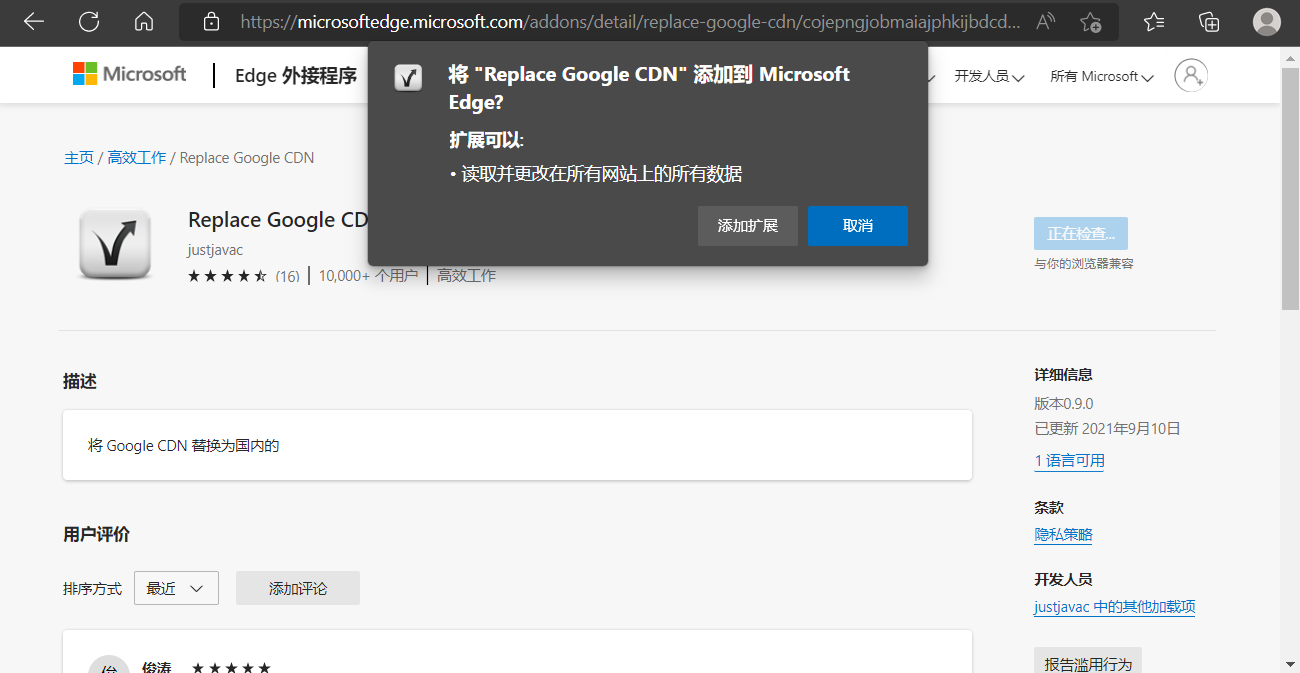 https://microsoftedge.microsoft.com/addons/detail/replace-google-cdn/cojepngjobmaiajphkijbdcd...
Microsoft
Edge 外接程序
开发人员
所有 Microsoft
将 "Replace Google CDN" 添加到 Microsoft
Edge?
扩展可以:
• 读取并更改在所有网站上的所有数据
添加扩展
取消
主页 / 高效工作 / Replace Google CDN
Replace Google CD
justjavac
(16)
10,000+ 个用户
高效工作
正在检查...
与你的浏览器兼容
描述
将 Google CDN 替换为国内的
用户评价
排序方式
最近
添加评论
俊涛
详细信息
版本0.9.0
已更新 2021年9月10日
1 语言可用
条款
隐私策略
开发人员
justjavac 中的其他加载项
报告滥用行为